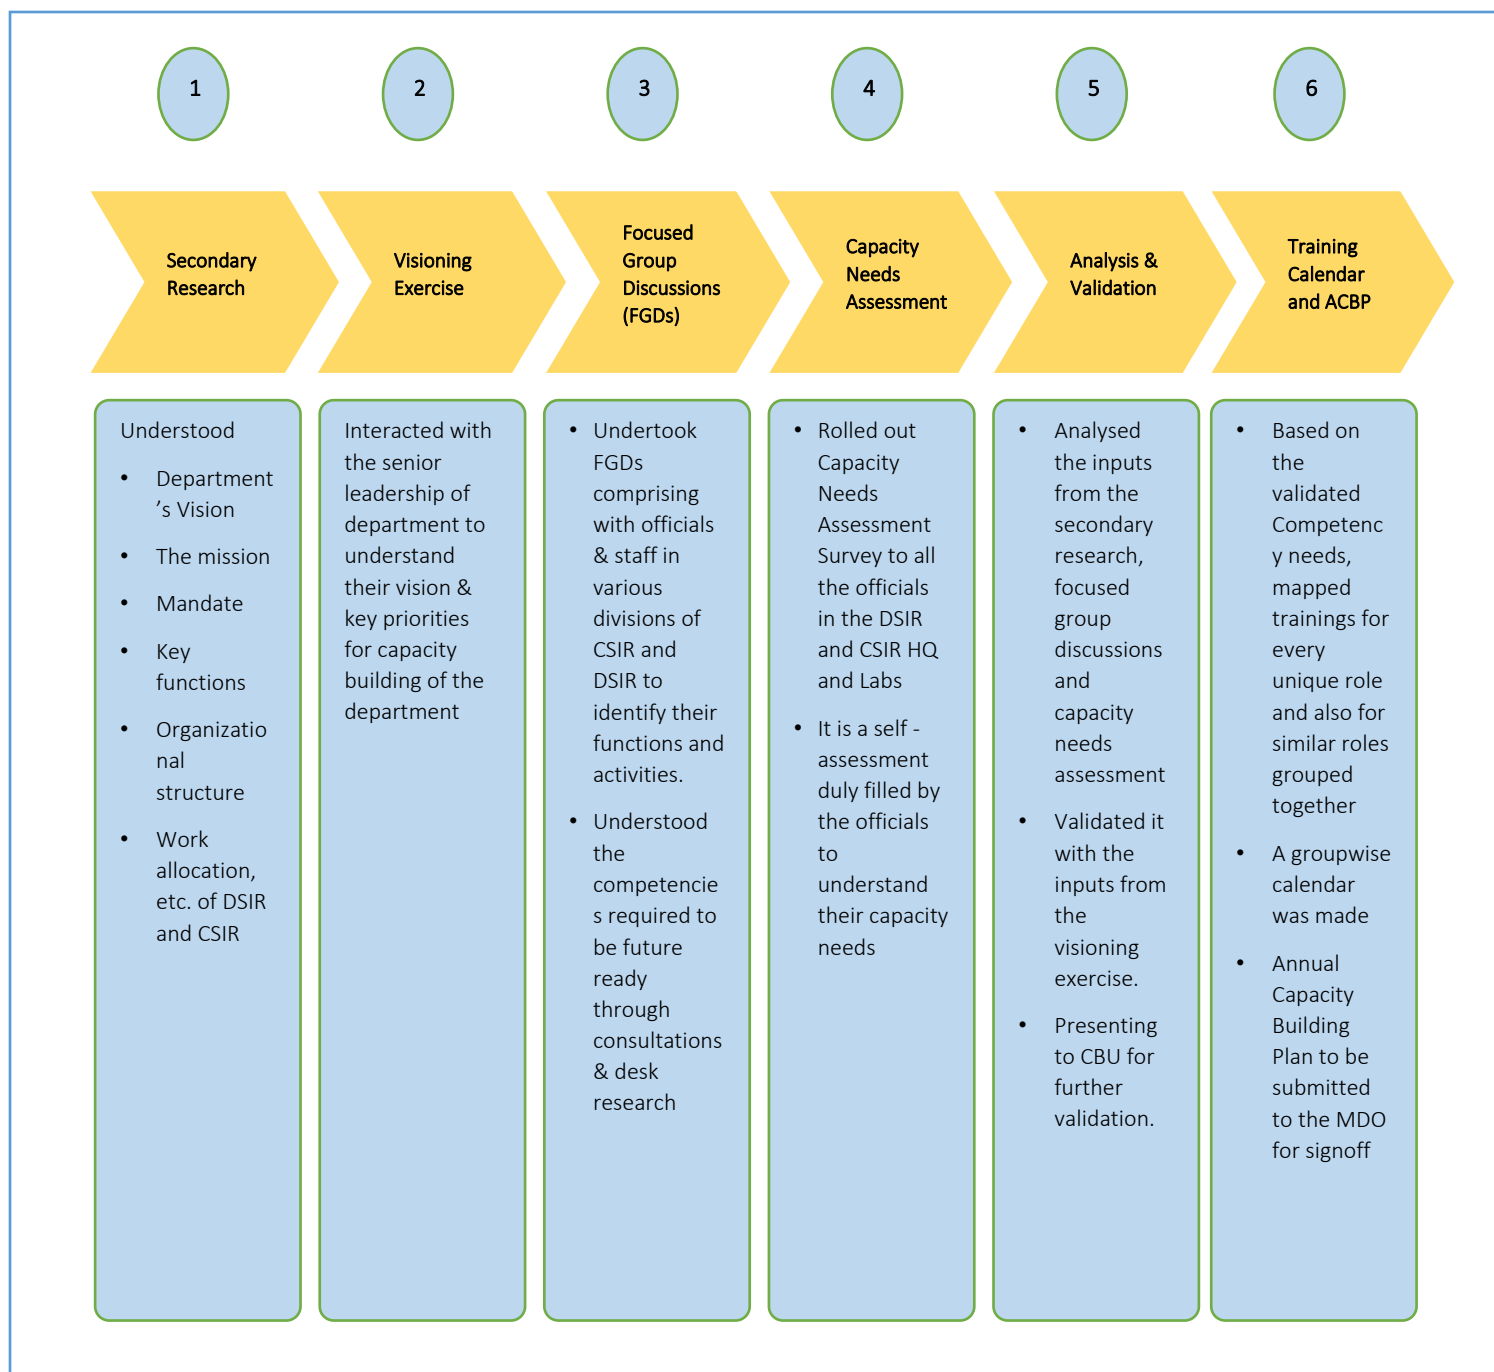 1
2
3
4
5
6
Secondary
Research
Visioning
Exercise
Focused
Group
Discussions
(FGDs)
Capacity
Needs
Assessment
Analysis &
Validation
Training
Calendar
and ACBP
Understood
• Department
’s Vision
• The mission
• Mandate
• Key
functions
• Organizatio
nal
structure
• Work
allocation,
etc. of DSIR
and CSIR
Interacted with
the senior
leadership of
department to
understand
their vision &
key priorities
for capacity
building of the
department
• Undertook
FGDs
comprising
with officials
& staff in
various
divisions of
CSIR and
DSIR to
identify their
functions and
activities.
• Understood
the
competencie
s required to
be future
ready
through
consultations
& desk
research
• Rolled out
Capacity
Needs
Assessment
Survey to all
the officials
in the DSIR
and CSIR HQ
and Labs
• It is a self -
assessment
duly filled by
the officials
to
understand
their capacity
needs
• Analysed
the inputs
from the
secondary
research,
focused
group
discussions
and
capacity
needs
assessment
• Validated it
with the
inputs from
the
visioning
exercise.
• Presenting
to CBU for
further
validation.
• Based on
the
validated
Competenc
y needs,
mapped
trainings for
every
unique role
and also for
similar roles
grouped
together
• A groupwise
calendar
was made
• Annual
Capacity
Building
Plan to be
submitted
to the MDO
for signoff